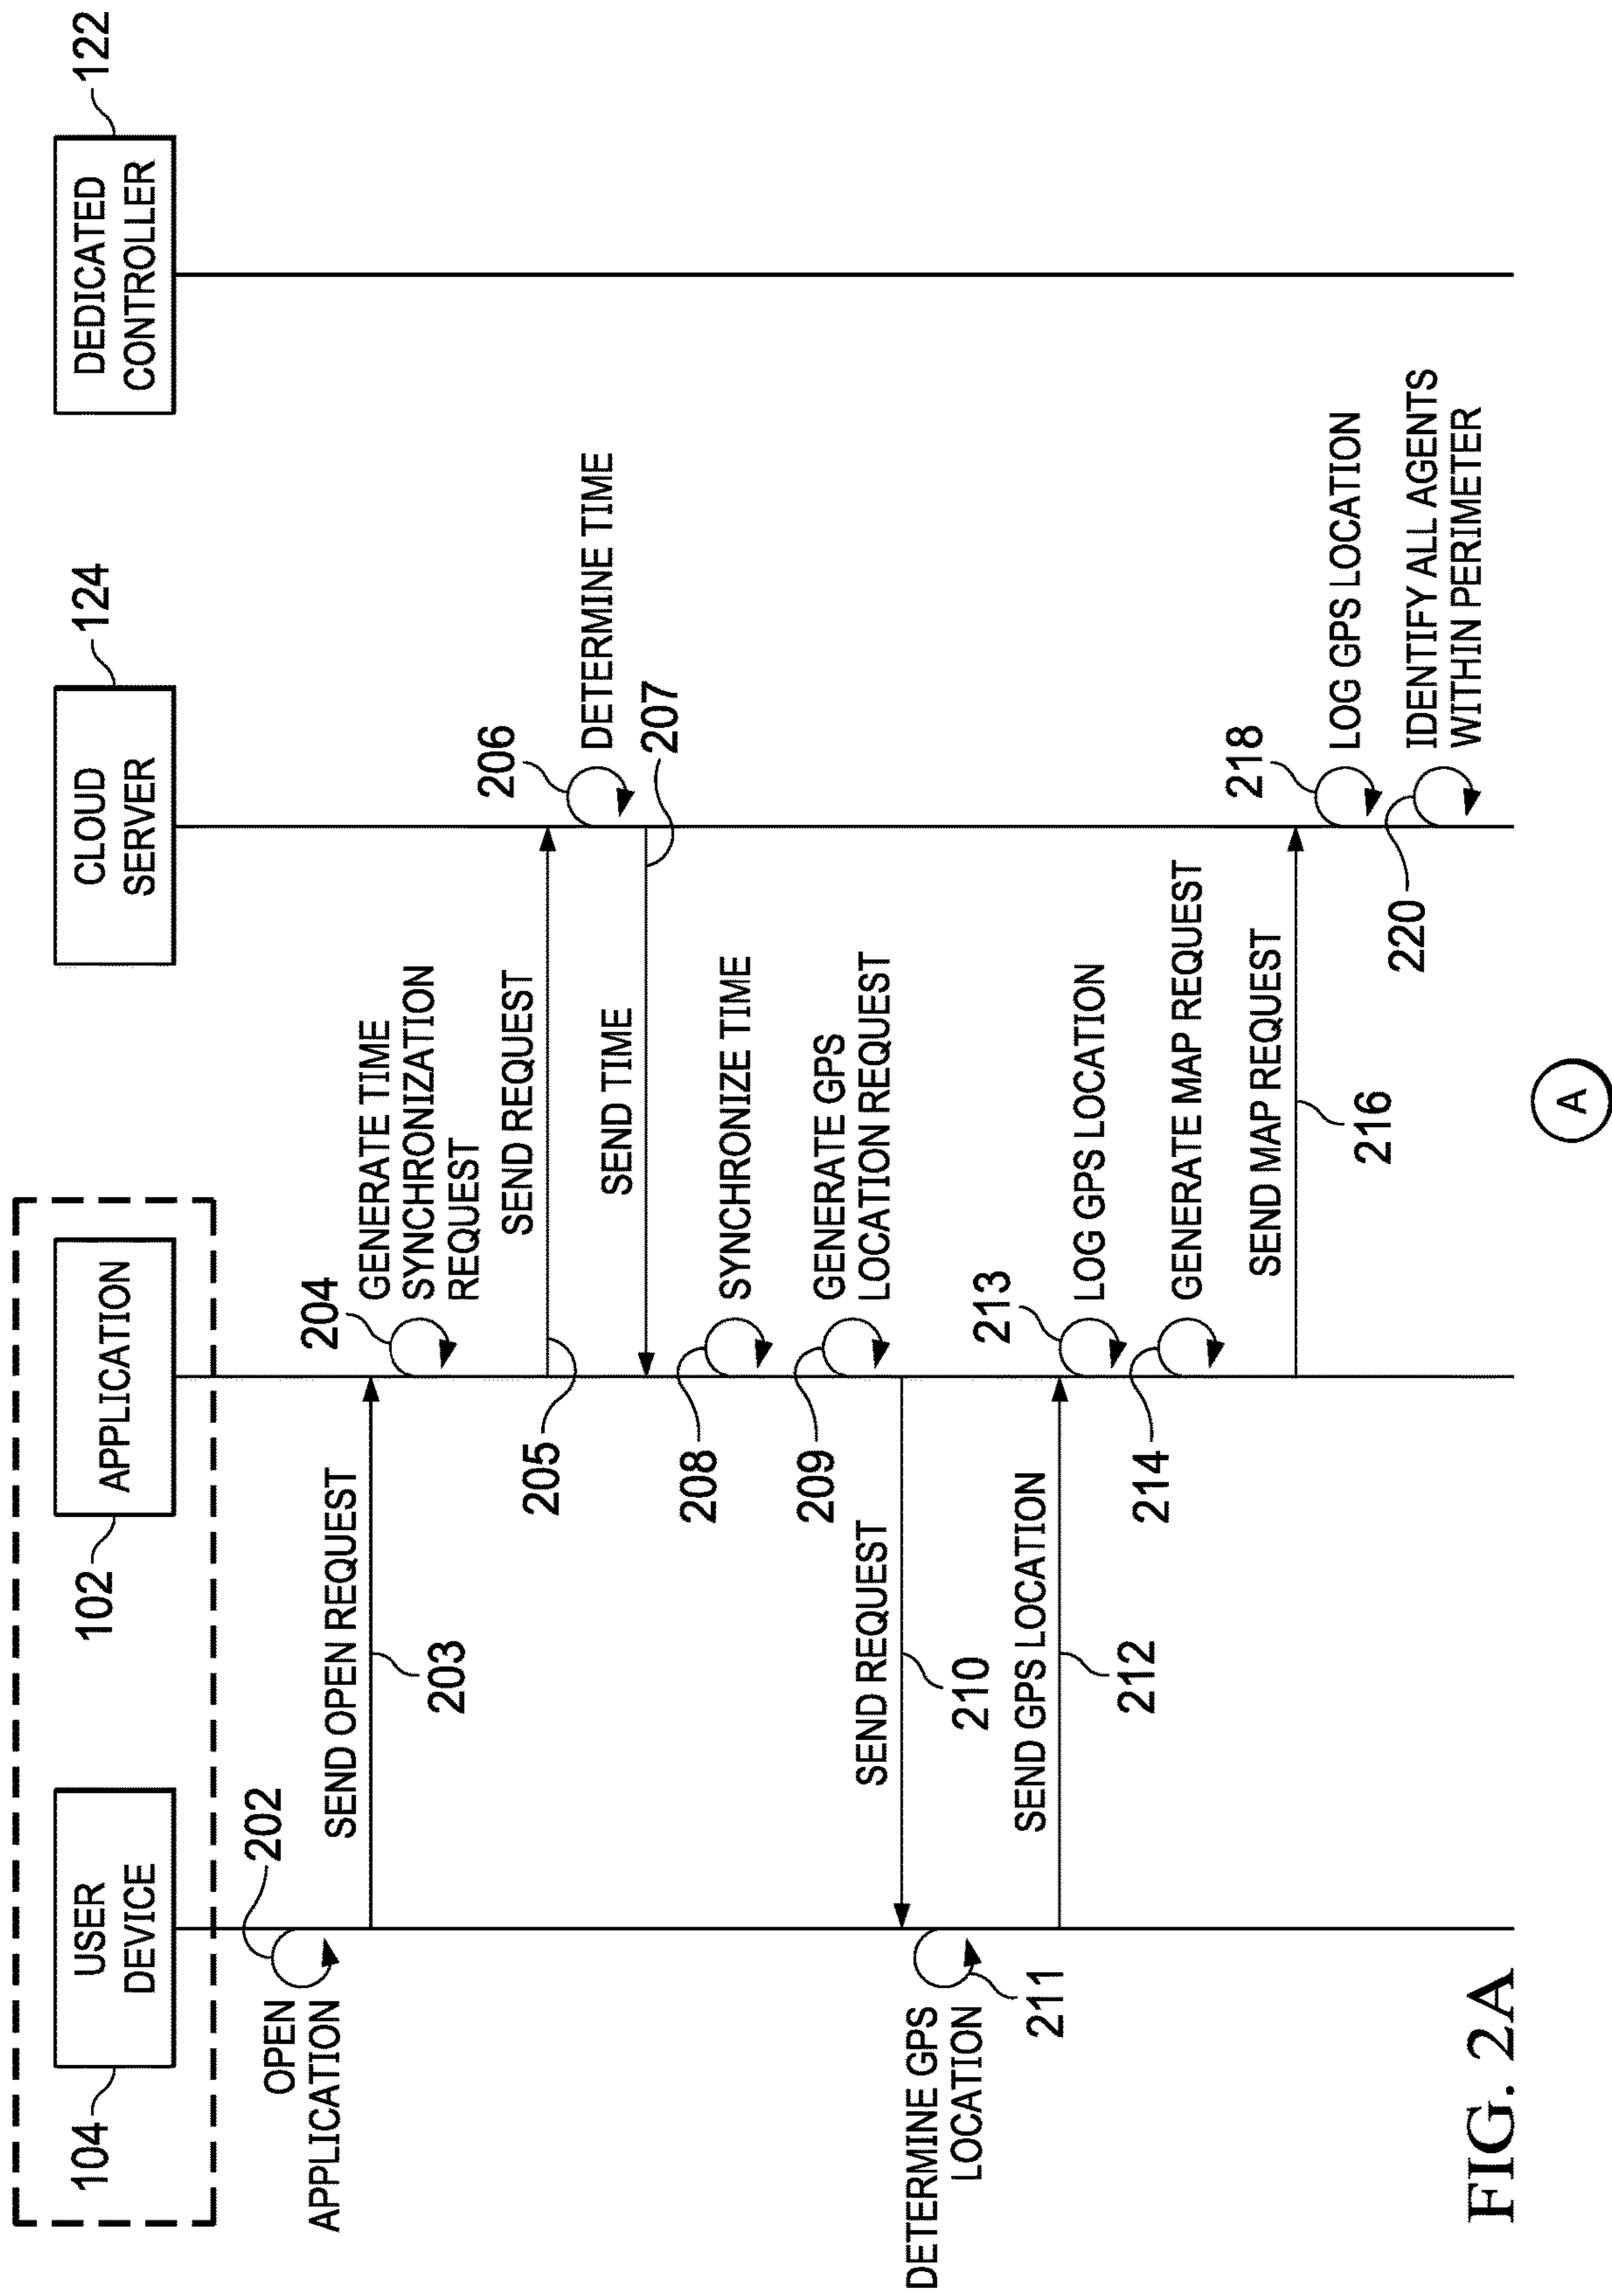 USER
DEVICE
104
APPLICATION
102
CLOUD
SERVER
124
DEDICATED
CONTROLLER
122
OPEN
APPLICATION
202
SEND OPEN REQUEST
203
204
GENERATE TIME
SYNCHRONIZATION
REQUEST
SEND REQUEST
205
206
DETERMINE TIME
SEND TIME
207
208
SYNCHRONIZE TIME
209
GENERATE GPS
LOCATION REQUEST
SEND REQUEST
210
DETERMINE GPS
LOCATION
211
SEND GPS LOCATION
212
213
LOG GPS LOCATION
214
GENERATE MAP REQUEST
SEND MAP REQUEST
216
218
LOG GPS LOCATION
220
IDENTIFY ALL AGENTS
WITHIN PERIMETER
A
FIG. 2A